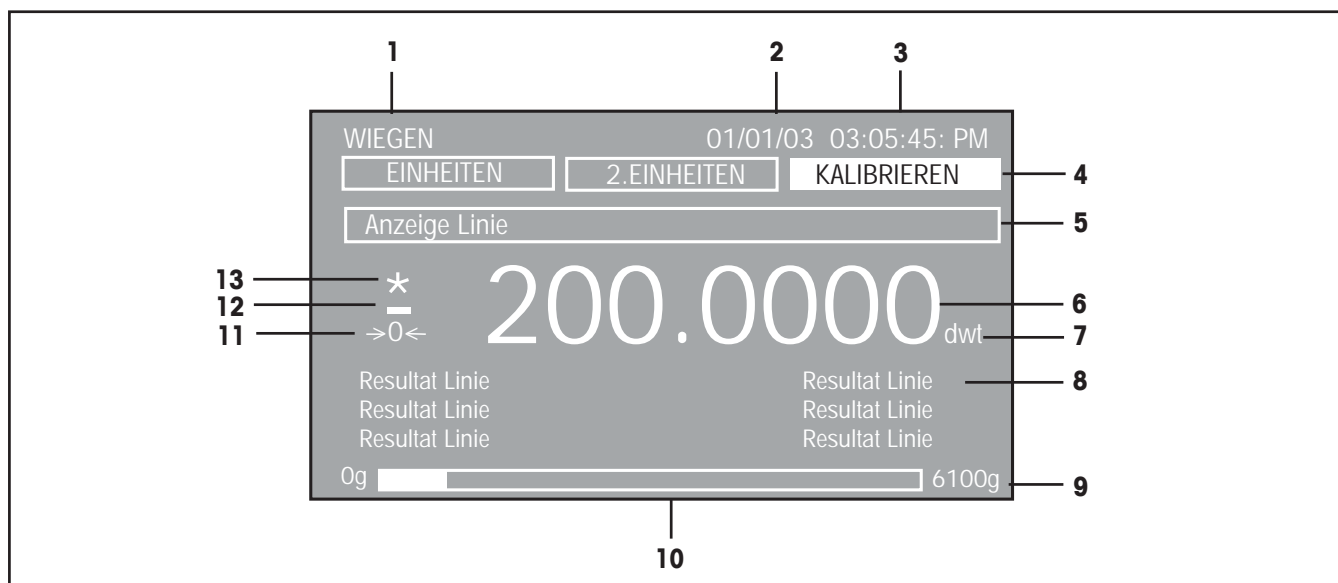 1 2 3
WIEGEN 01/01/03 03:05:45: PM
EINHEITEN 2.EINHEITEN KALIBRIEREN 4
Anzeige Linie 5
13 *
12 200.0000 6
11 →0← dwt 7
Resultat Linie Resultat Linie 8
Resultat Linie Resultat Linie
Resultat Linie Resultat Linie
0g 6100g 9
10